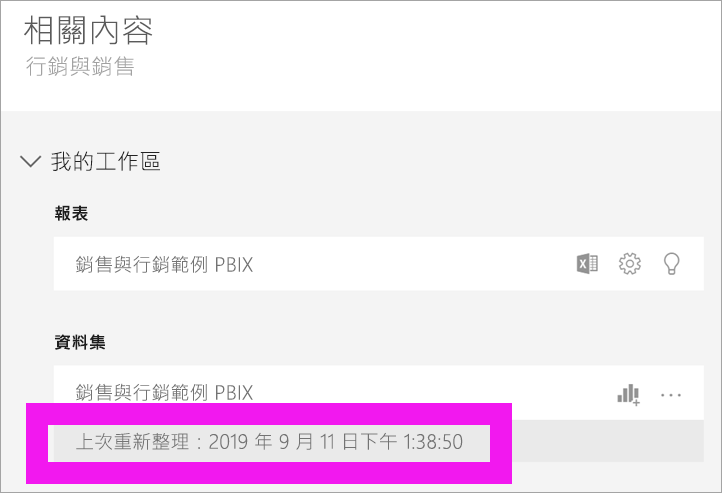 相關內容
行銷與銷售
我的工作區
報表
銷售與行銷範例 PBIX
資料集
銷售與行銷範例 PBIX
上次重新整理：2019 年 9 月 11 日下午 1:38:50